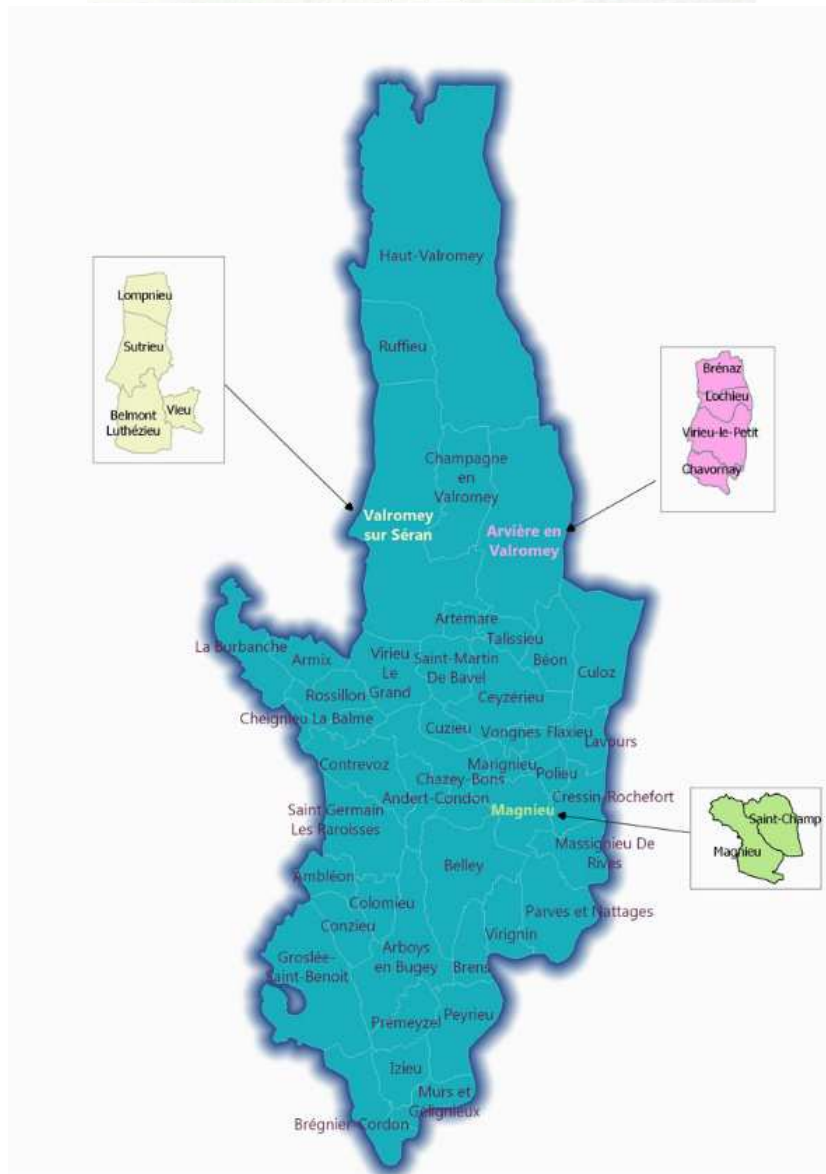 Haut-Valromey
Lompnieu
Sutrieu
Belmont
Luthézieu
Vieu
Ruffieu
Brénaz
Lochieu
Virieu-le-Petit
Chavornay
Champagne
en
Valromey
Valromey
sur Séran
Arvière en
Valromey
Artemare
Talissieu
La Burbanche
Armix
Virieu
Le
Grand
Saint-Martin
De Bavel
Béon
Culoz
Rossillon
Ceyzérieu
Cheignieu La Balme
Cuzieu
Vongnes
Flaxieu
Lavours
Contrevoz
Marignieu
Polieu
Chazey-Bons
Andert-Condon
Cressin-Rochefort
Saint Germain
Les Paroisses
Magnieu
Saint-Champ
Magnieu
Massignieu De
Rives
Belley
Ambléon
Colomieu
Parves et Nattages
Conzieu
Virignin
Groslée-
Saint-Benoit
Arboys
en Bugey
Brens
Prémeyzel
Peyrieu
Izieu
Murs et
Gélignieux
Brégnier-Cordon